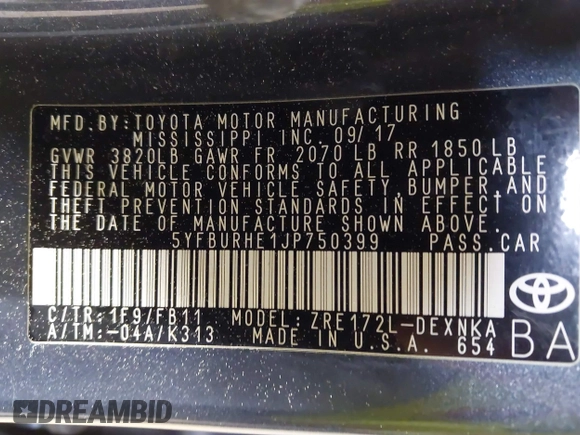 MFD.BY:TOYOTA MOTOR MANUFACTURING
MISSISSIPPI INC. 09/17
GVWR 3820LB GAWR FR 2070 LB RR 1850 LB
THIS VEHICLE CONFORMS TO ALL APPLICABLE
FEDERAL MOTOR VEHICLE SAFETY, BUMPER, AND
THEFT PREVENTION STANDARDS IN EFFECT ON
THE DATE OF MANUFACTURE SHOWN ABOVE.
5YFBURHE1JP750399 PASS.CAR
C/TR:1F9/FB11 MODEL:ZRE172L-DEXNKA
A/TM:-04A/K313 MADE IN U.S.A. 654
BA
DREAMBID